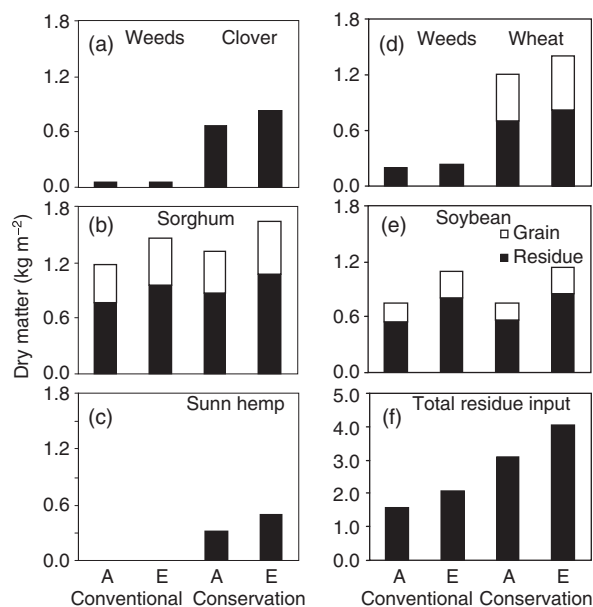 1.8
(a)
Weeds
Clover
1.2
0.6
0.0
(d)
Weeds
Wheat
1.8
1.2
0.6
0.0
Dry matter (kg m−2)
1.8
(b)
Sorghum
1.2
0.6
0.0
1.8
(e)
Soybean
Grain
Residue
1.2
0.6
0.0
1.8
(c)
Sunn hemp
1.2
0.6
0.0
5.0
(f)
Total residue input
4.0
3.0
2.0
1.0
0.0
A E A E
Conventional Conservation
A E A E
Conventional Conservation